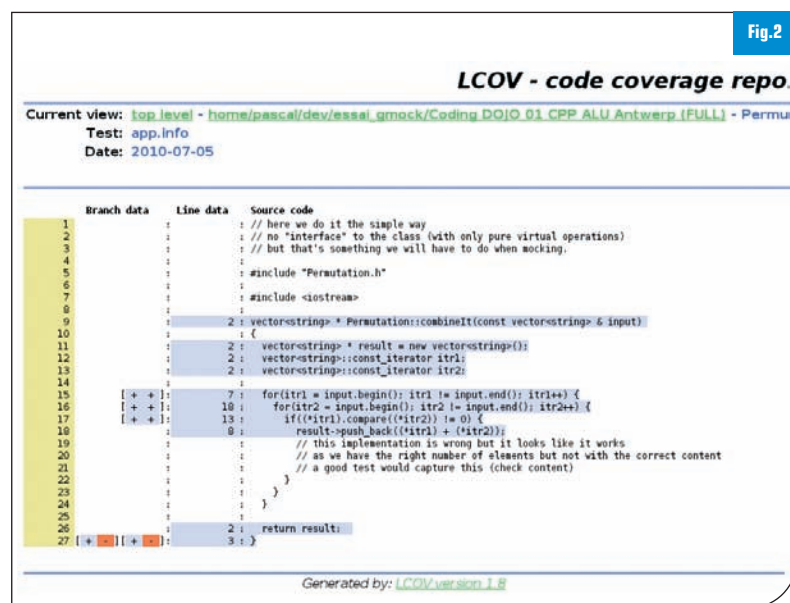 Fig.2
LCOV - code coverage repo
Current view: top level - home/pascal/dev/essai_gmock/Coding DOJO 01 CPP ALU Antwerp (FULL) - Permu
Test: app.info
Date: 2010-07-05
Branch data Line data Source code
1 : : // here we do it the simple way
2 : : // no "interface" to the class (with only pure virtual operations)
3 : : // but that's something we will have to do when mocking.
4 : :
5 : : #include "Permutation.h"
6 : :
7 : : #include <iostream>
8 : :
9 : 2 : vector<string> * Permutation::combineIt(const vector<string> & input)
10 : : {
11 : 2 : vector<string> * result = new vector<string>();
12 : 2 : vector<string>::const_iterator itr1;
13 : 2 : vector<string>::const_iterator itr2;
14 : :
15 [ + + ]: 7 : for(itr1 = input.begin(); itr1 != input.end(); itr1++) {
16 [ + + ]: 18 : for(itr2 = input.begin(); itr2 != input.end(); itr2++) {
17 [ + + ]: 13 : if((*itr1).compare((*itr2)) != 0) {
18 : 8 : result->push_back((*itr1) + (*itr2));
19 : : // this implementation is wrong but it looks like it works
20 : : // as we have the right number of elements but not with the correct content
21 : : // a good test would capture this (check content)
22 : : }
23 : : }
24 : : }
25 : :
26 : 2 : return result;
27 [ + - ][ + - ]: 3 : }
Generated by: LCOV version 1.8